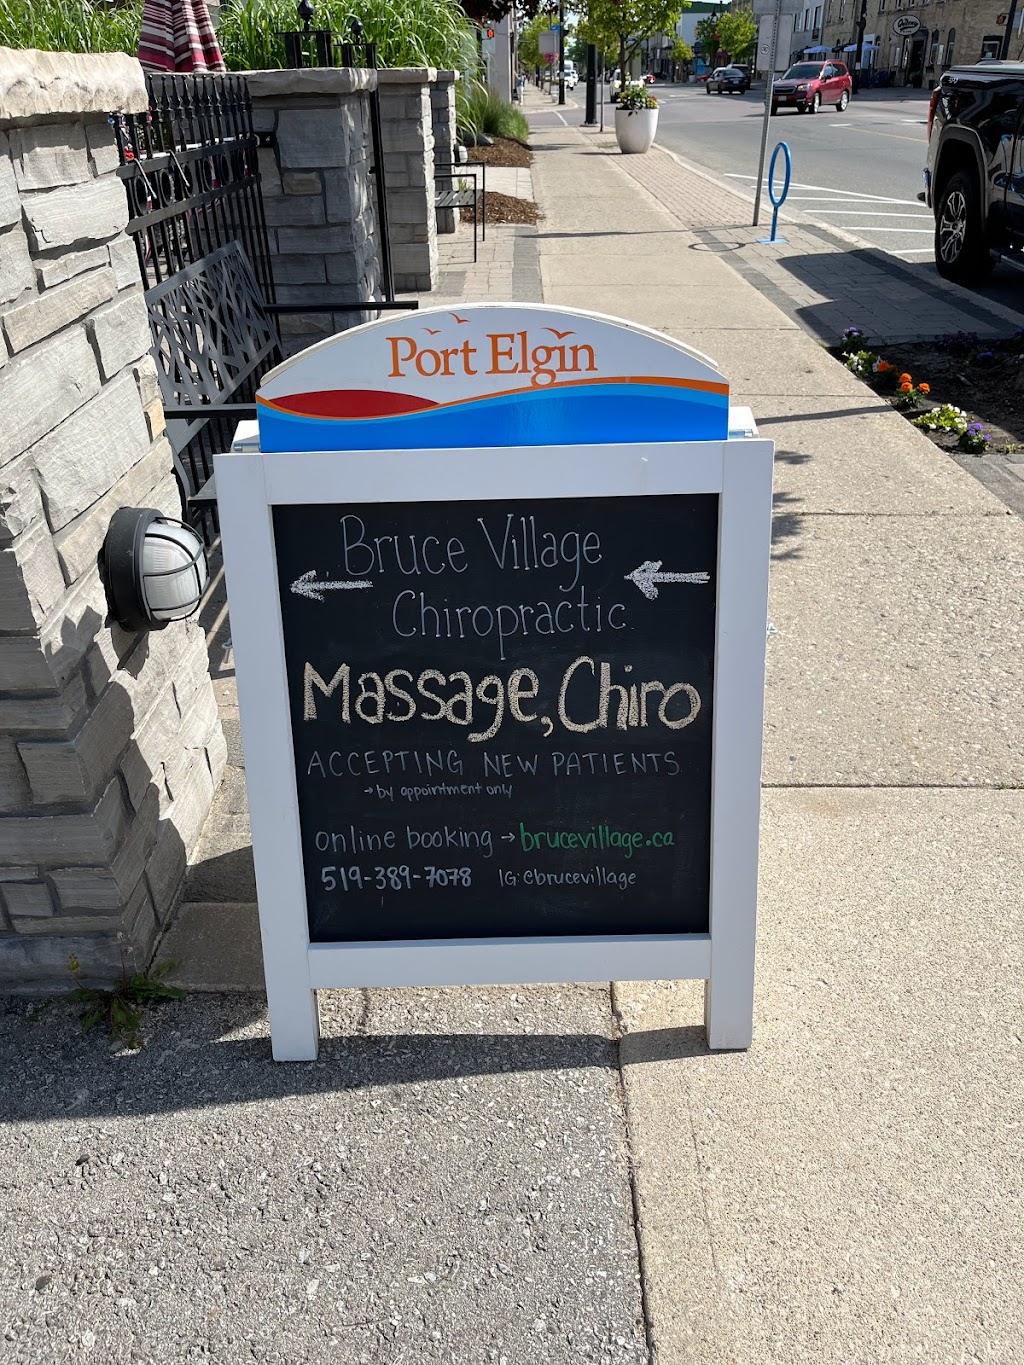 Port Elgin
Bruce Village
← ←
Chiropractic
Massage, Chiro
ACCEPTING NEW PATIENTS
→ by appointment only
online booking → brucevillage.ca
519-389-7078 IG: @brucevillage